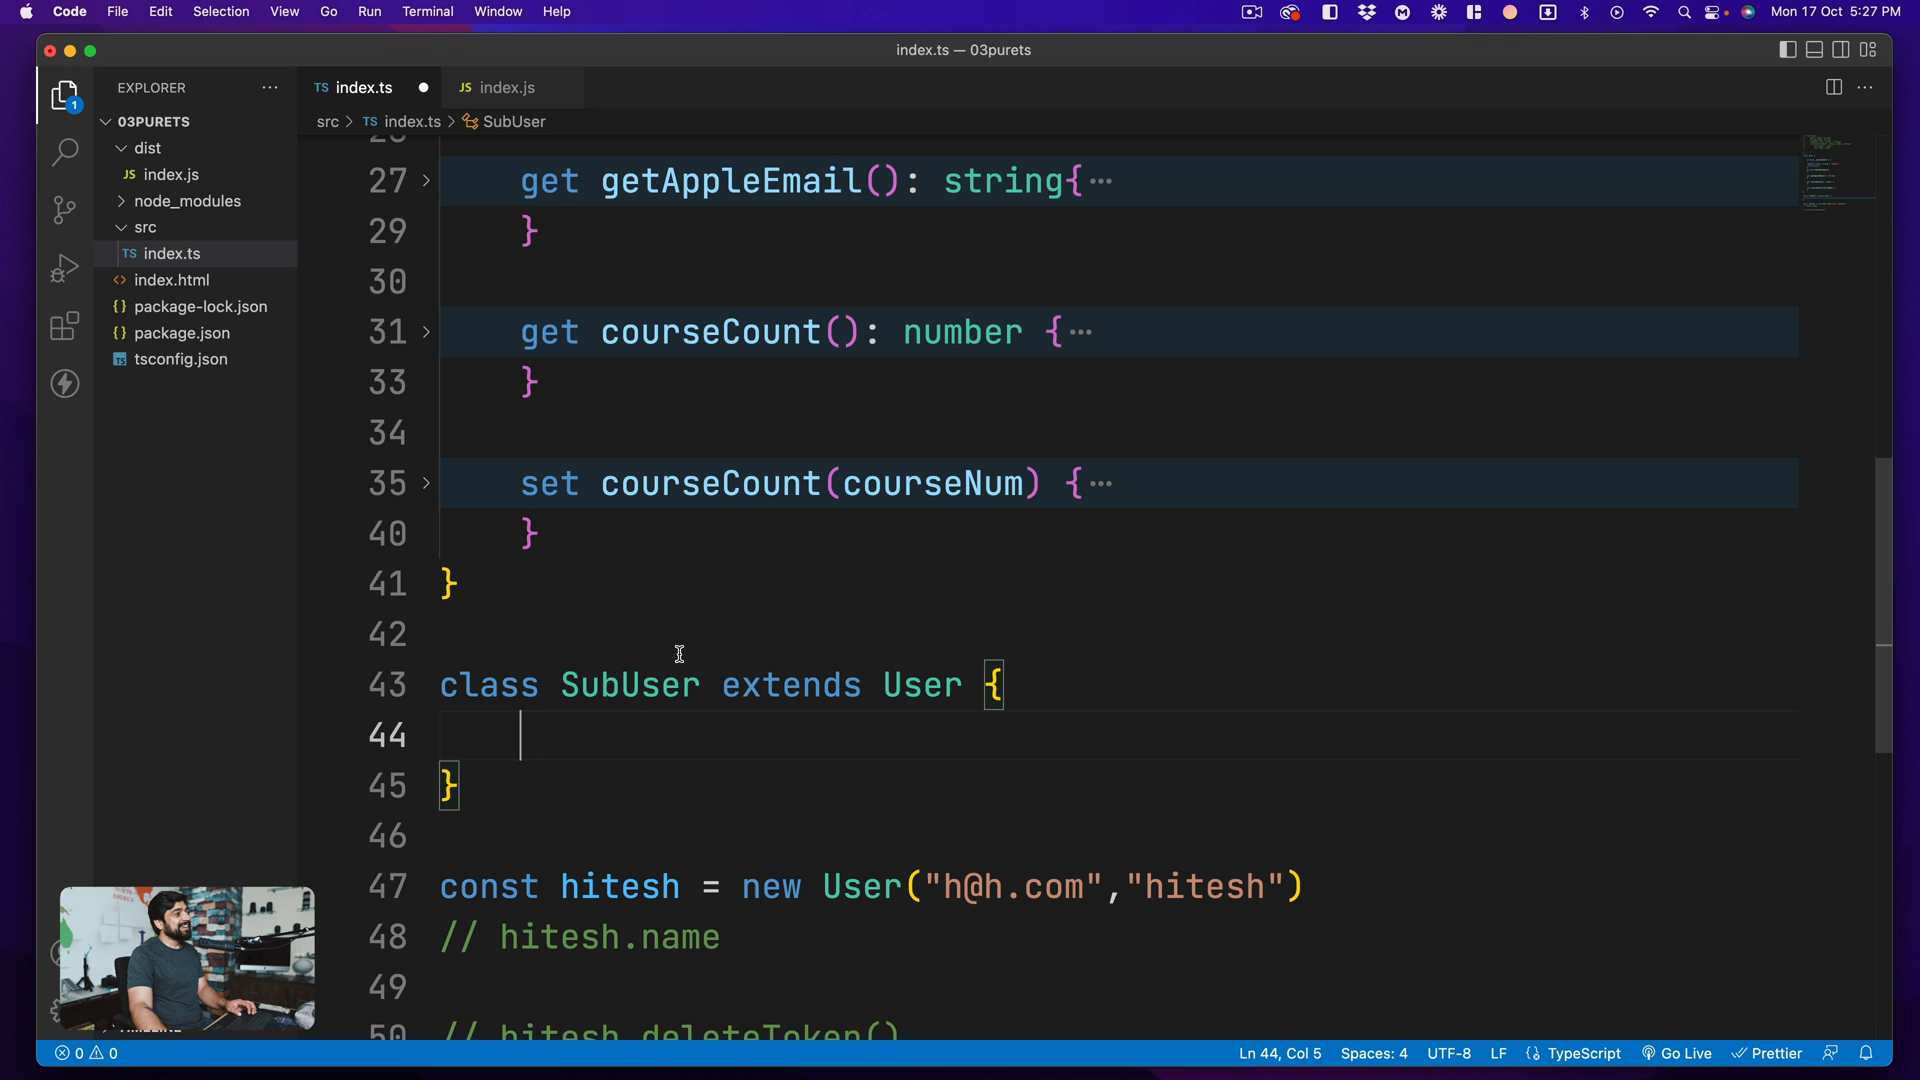 Code File Edit Selection View Go Run Terminal Window Help
Mon 17 Oct 5:27 PM
index.ts — 03purets
1
EXPLORER ···
TS index.ts
JS index.js
03PURETS
dist
JS index.js
node_modules
src
TS index.ts
<> index.html
{} package-lock.json
{} package.json
TS tsconfig.json
src > TS index.ts > SubUser
27 get getAppleEmail(): string{···
29 }
30
31 get courseCount(): number {···
33 }
34
35 set courseCount(courseNum) {···
40 }
41 }
42
43 class SubUser extends User {
44
45 }
46
47 const hitesh = new User("h@h.com","hitesh")
48 // hitesh.name
49
50 // hitesh.deleteToken()
0 0
Ln 44, Col 5 Spaces: 4 UTF-8 LF {} TypeScript Go Live Prettier